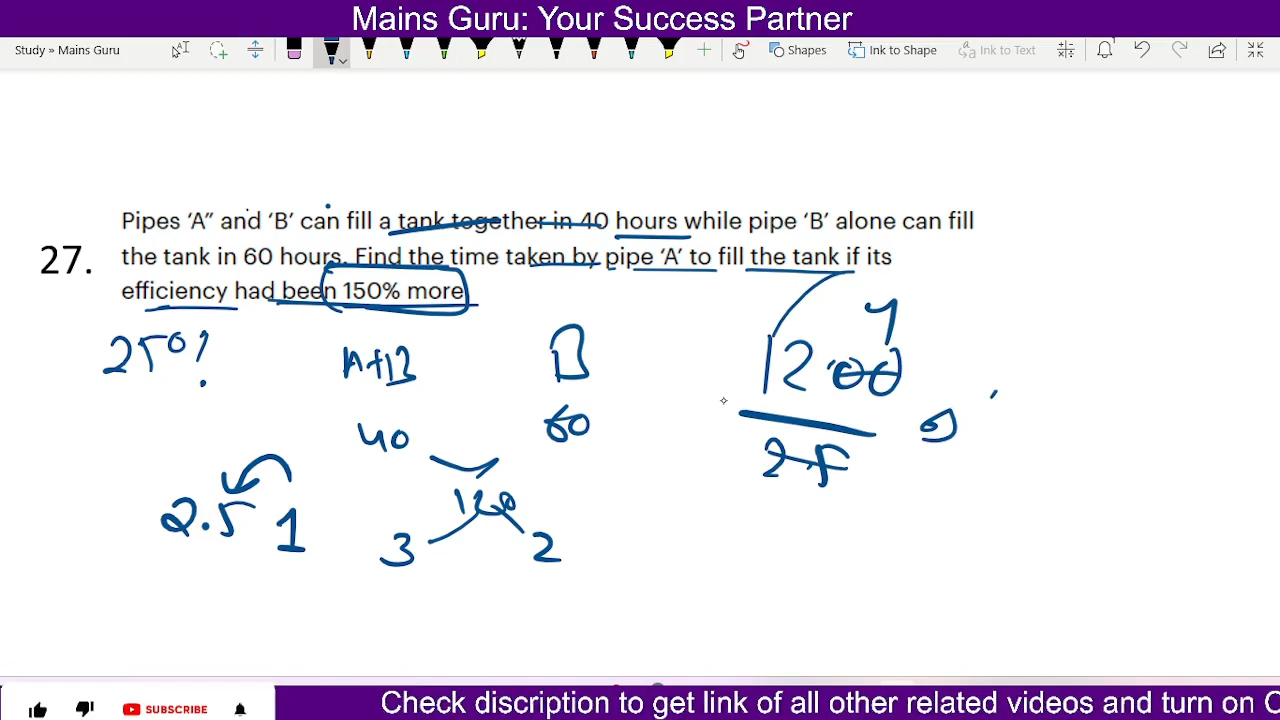 Mains Guru: Your Success Partner
Study » Mains Guru
Shapes
Ink to Shape
Ink to Text
Pipes ‘A” and ‘B’ can fill a tank together in 40 hours while pipe ‘B’ alone can fill
27. the tank in 60 hours. Find the time taken by pipe ‘A’ to fill the tank if its
efficiency had been 150% more
A+B B
40 60
120
2.5 1
3 2
4
1200
25
SUBSCRIBE
Check discription to get link of all other related videos and turn on